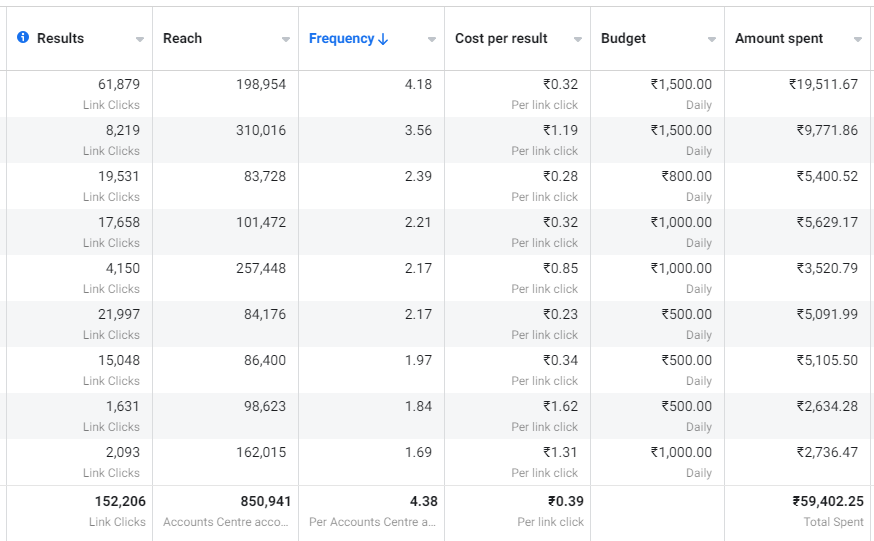 Results Reach Frequency Cost per result Budget Amount spent
61,879 198,954 4.18 ₹0.32 ₹1,500.00 ₹19,511.67
Link Clicks Per link click Daily
8,219 310,016 3.56 ₹1.19 ₹1,500.00 ₹9,771.86
Link Clicks Per link click Daily
19,531 83,728 2.39 ₹0.28 ₹800.00 ₹5,400.52
Link Clicks Per link click Daily
17,658 101,472 2.21 ₹0.32 ₹1,000.00 ₹5,629.17
Link Clicks Per link click Daily
4,150 257,448 2.17 ₹0.85 ₹1,000.00 ₹3,520.79
Link Clicks Per link click Daily
21,997 84,176 2.17 ₹0.23 ₹500.00 ₹5,091.99
Link Clicks Per link click Daily
15,048 86,400 1.97 ₹0.34 ₹500.00 ₹5,105.50
Link Clicks Per link click Daily
1,631 98,623 1.84 ₹1.62 ₹500.00 ₹2,634.28
Link Clicks Per link click Daily
2,093 162,015 1.69 ₹1.31 ₹1,000.00 ₹2,736.47
Link Clicks Per link click Daily
152,206 850,941 4.38 ₹0.39 ₹59,402.25
Link Clicks Accounts Centre acco... Per Accounts Centre a... Per link click Total Spent